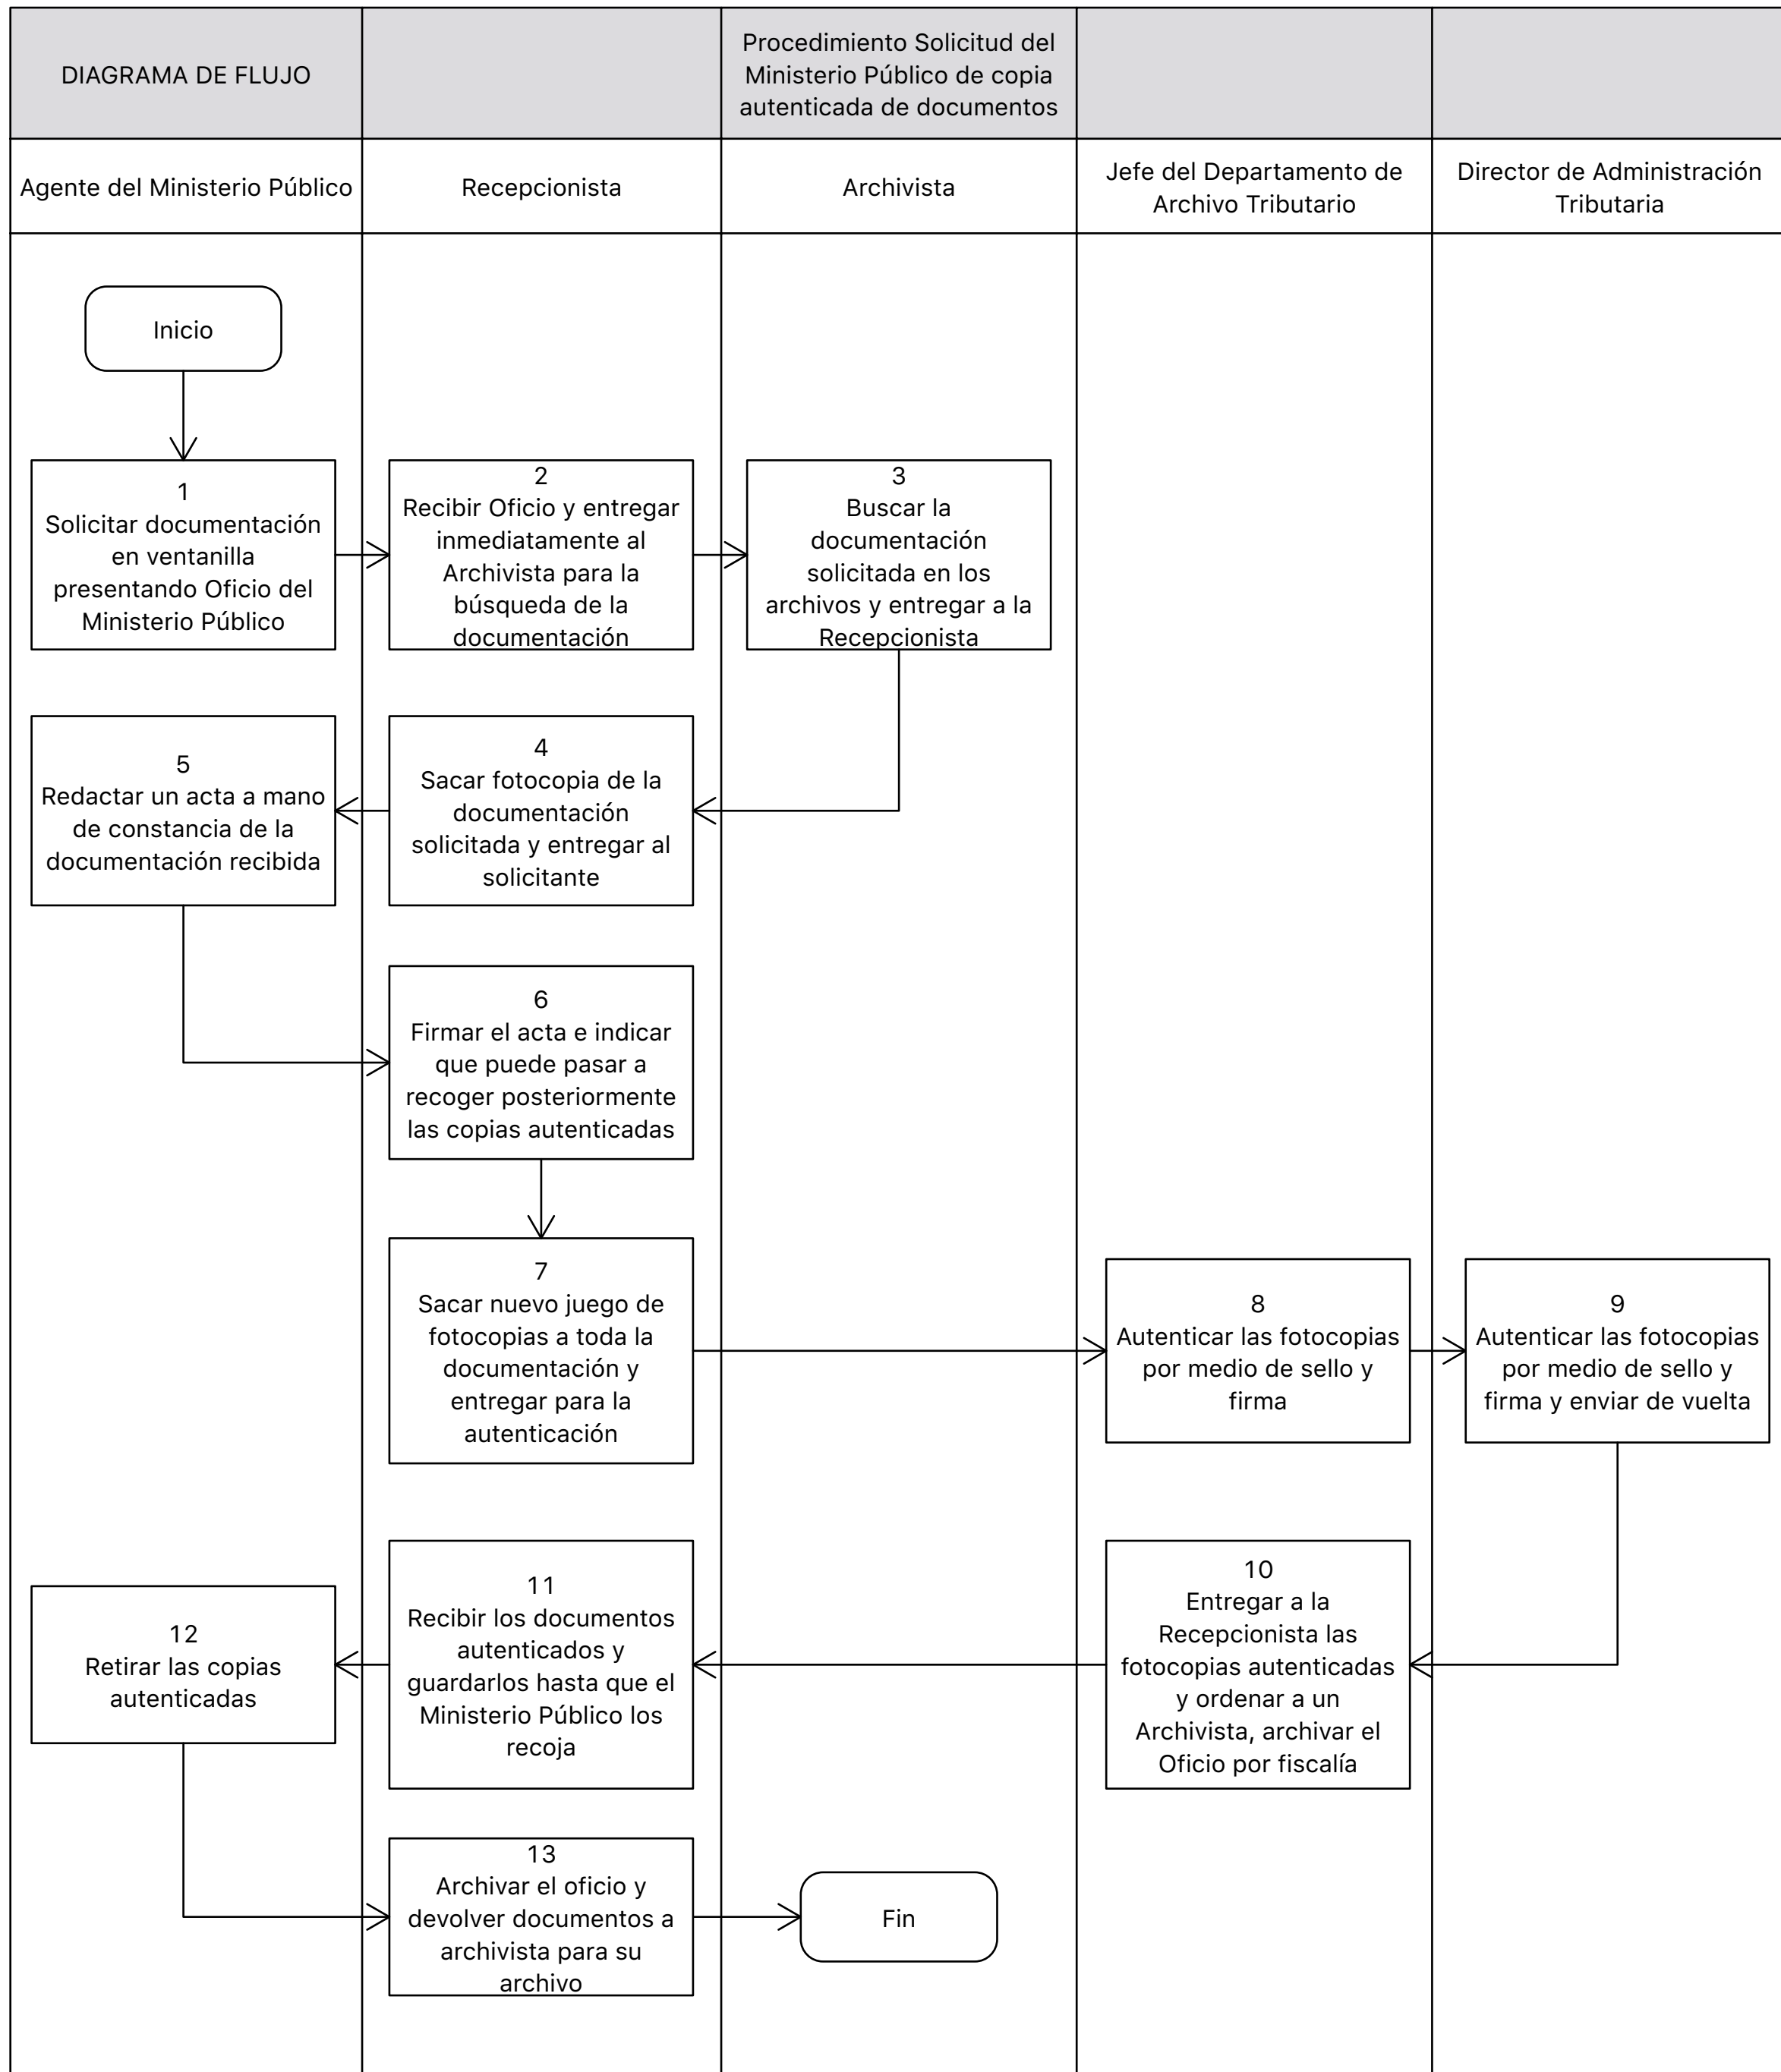 DIAGRAMA DE FLUJO
Procedimiento Solicitud del
Ministerio Público de copia
autenticada de documentos
Agente del Ministerio Público
Recepcionista
Archivista
Jefe del Departamento de
Archivo Tributario
Director de Administración
Tributaria
Inicio
1
Solicitar documentación
en ventanilla
presentando Oficio del
Ministerio Público
2
Recibir Oficio y entregar
inmediatamente al
Archivista para la
búsqueda de la
documentación
3
Buscar la
documentación
solicitada en los
archivos y entregar a la
Recepcionista
4
Sacar fotocopia de la
documentación
solicitada y entregar al
solicitante
5
Redactar un acta a mano
de constancia de la
documentación recibida
6
Firmar el acta e indicar
que puede pasar a
recoger posteriormente
las copias autenticadas
7
Sacar nuevo juego de
fotocopias a toda la
documentación y
entregar para la
autenticación
8
Autenticar las fotocopias
por medio de sello y
firma
9
Autenticar las fotocopias
por medio de sello y
firma y enviar de vuelta
10
Entregar a la
Recepcionista las
fotocopias autenticadas
y ordenar a un
Archivista, archivar el
Oficio por fiscalía
11
Recibir los documentos
autenticados y
guardarlos hasta que el
Ministerio Público los
recoja
12
Retirar las copias
autenticadas
13
Archivar el oficio y
devolver documentos a
archivista para su
archivo
Fin